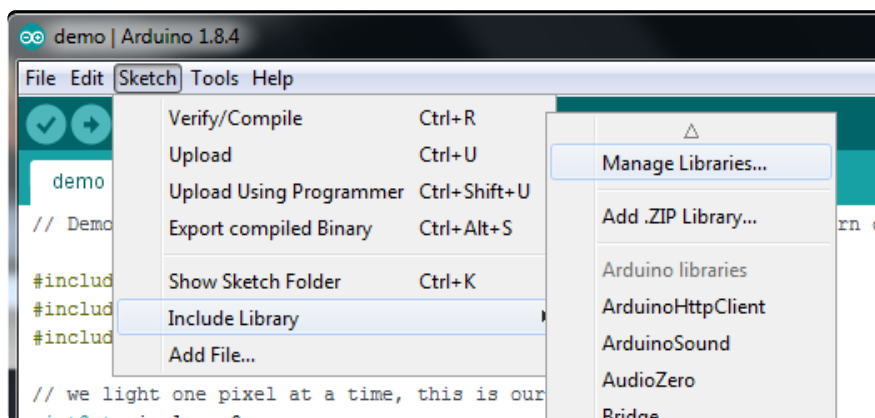 demo | Arduino 1.8.4
File Edit Sketch Tools Help
demo
Verify/Compile Ctrl+R
Upload Ctrl+U
Upload Using Programmer Ctrl+Shift+U
Export compiled Binary Ctrl+Alt+S
Show Sketch Folder Ctrl+K
Include Library
Add File...
Manage Libraries...
Add .ZIP Library...
Arduino libraries
ArduinoHttpClient
ArduinoSound
AudioZero
Bridge
// Demo
rn
#includ
#includ
#includ
// we light one pixel at a time, this is our